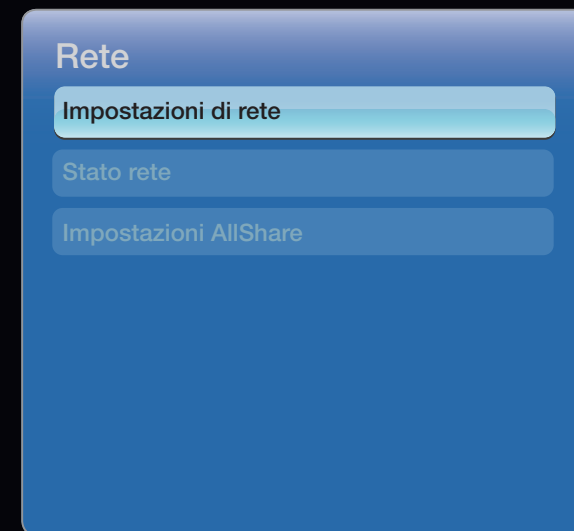 Rete
Impostazioni di rete
Stato rete
Impostazioni AllShare